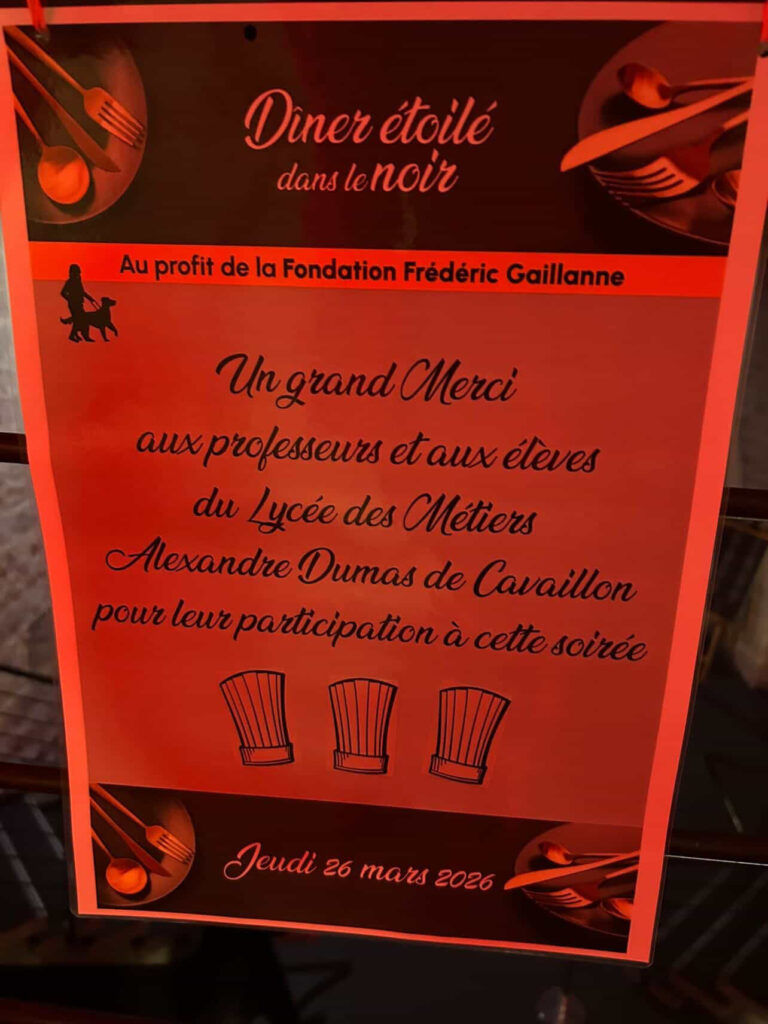 Dîner étoilé
dans le noir
Au profit de la Fondation Frédéric Gaillanne
Un grand Merci
aux professeurs et aux élèves
du Lycée des Métiers
Alexandre Dumas de Cavaillon
pour leur participation à cette soirée
Jeudi 26 mars 2026